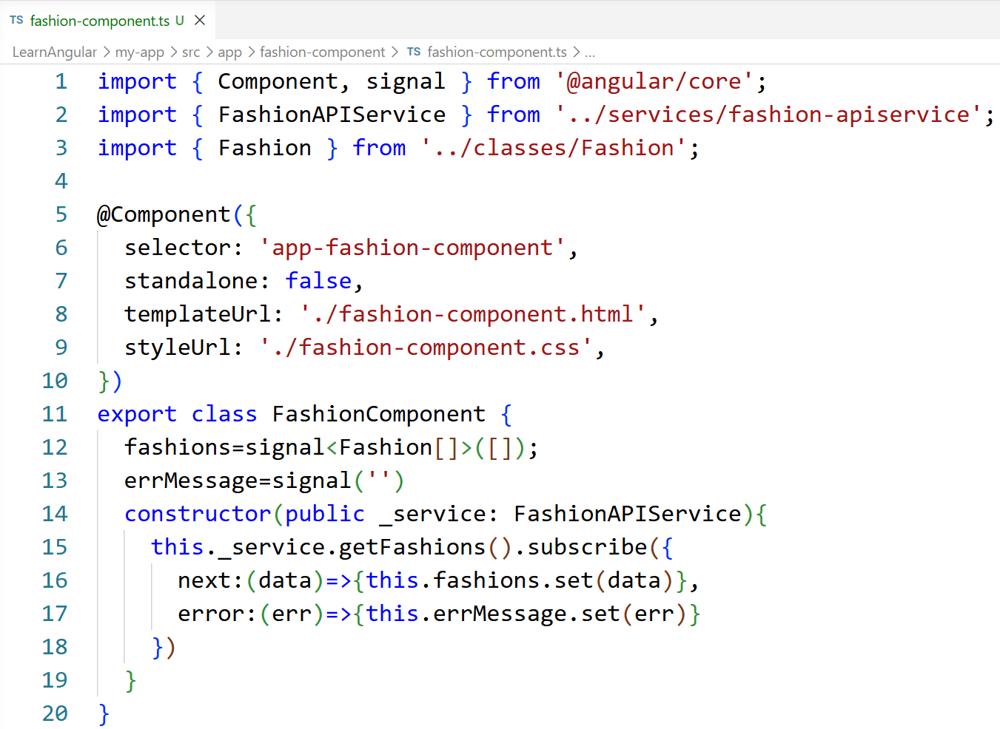 TS fashion-component.ts U ×
LearnAngular > my-app > src > app > fashion-component > TS fashion-component.ts > ...
1 import { Component, signal } from '@angular/core';
2 import { FashionAPIService } from '../services/fashion-apiservice';
3 import { Fashion } from '../classes/Fashion';
4
5 @Component({
6   selector: 'app-fashion-component',
7   standalone: false,
8   templateUrl: './fashion-component.html',
9   styleUrl: './fashion-component.css',
10 })
11 export class FashionComponent {
12   fashions=signal<Fashion[]>([]);
13   errMessage=signal('')
14   constructor(public _service: FashionAPIService){
15     this._service.getFashions().subscribe({
16       next:(data)=>{this.fashions.set(data)},
17       error:(err)=>{this.errMessage.set(err)}
18     })
19   }
20 }